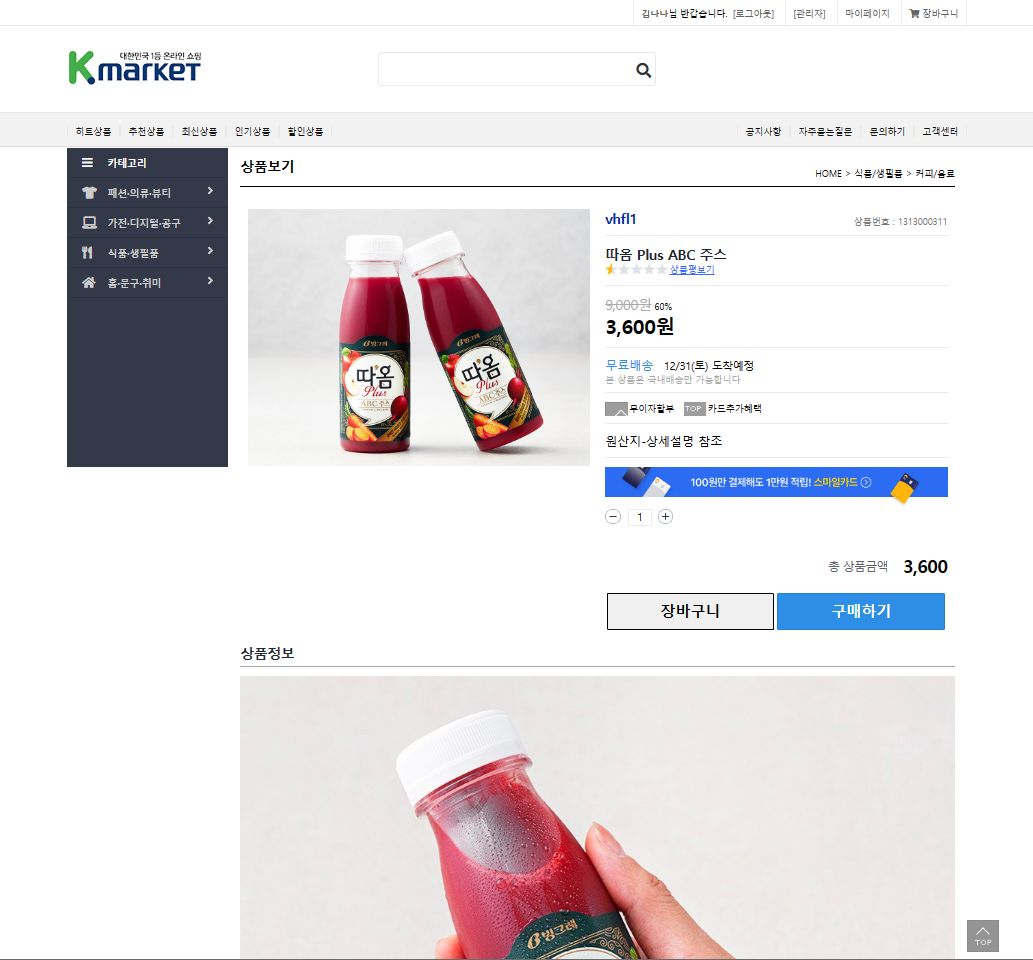 김나나님 반갑습니다. [로그아웃] [관리자] 마이페이지 장바구니
대한민국 1등 온라인 쇼핑
Kmarket
히트상품 추천상품 최신상품 인기상품 할인상품 공지사항 자주묻는질문 문의하기 고객센터
카테고리
패션·의류·뷰티
가전·디지털·공구
식품·생필품
홈·문구·취미
상품보기
HOME > 식품/생필품 > 커피/음료
vhfl1 상품번호 : 1313000311
따옴 Plus ABC 주스
상품평보기
9,000원 60%
3,600원
무료배송 12/31(토) 도착예정
본 상품은 국내배송만 가능합니다
무이자할부 TOP 카드추가혜택
원산지-상세설명 참조
100원만 결제해도 1만원 적립! 스마일카드
1
총 상품금액 3,600
장바구니 구매하기
빙그레
따옴
Plus
ABC 주스
빙그레
따옴
Plus
ABC 주스
상품정보
빙그레
TOP